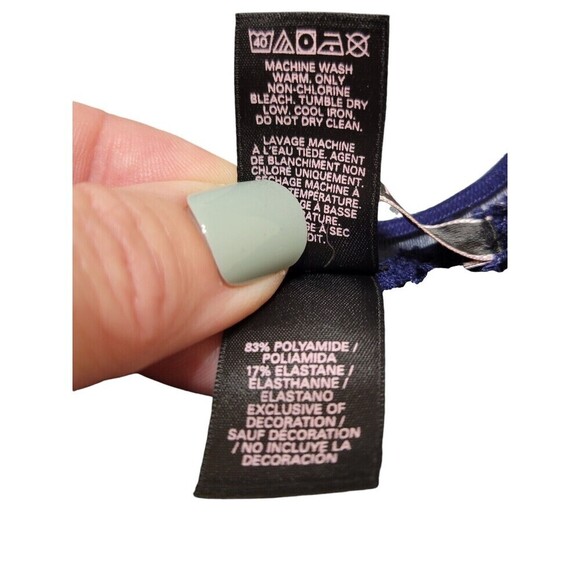 40
MACHINE WASH
WARM. ONLY
NON-CHLORINE
BLEACH. TUMBLE DRY
LOW. COOL IRON.
DO NOT DRY CLEAN.
LAVAGE MACHINE
À L'EAU TIÈDE. AGENT
DE BLANCHIMENT NON
CHLORÉ UNIQUEMENT.
SÉCHAGE MACHINE À
À BASSE
À SEC
83% POLYAMIDE /
POLIAMIDA
17% ELASTANE /
ÉLASTHANNE /
ELASTANO
EXCLUSIVE OF
DECORATION /
SAUF DÉCORATION
/ NO INCLUYE LA
DECORACIÓN